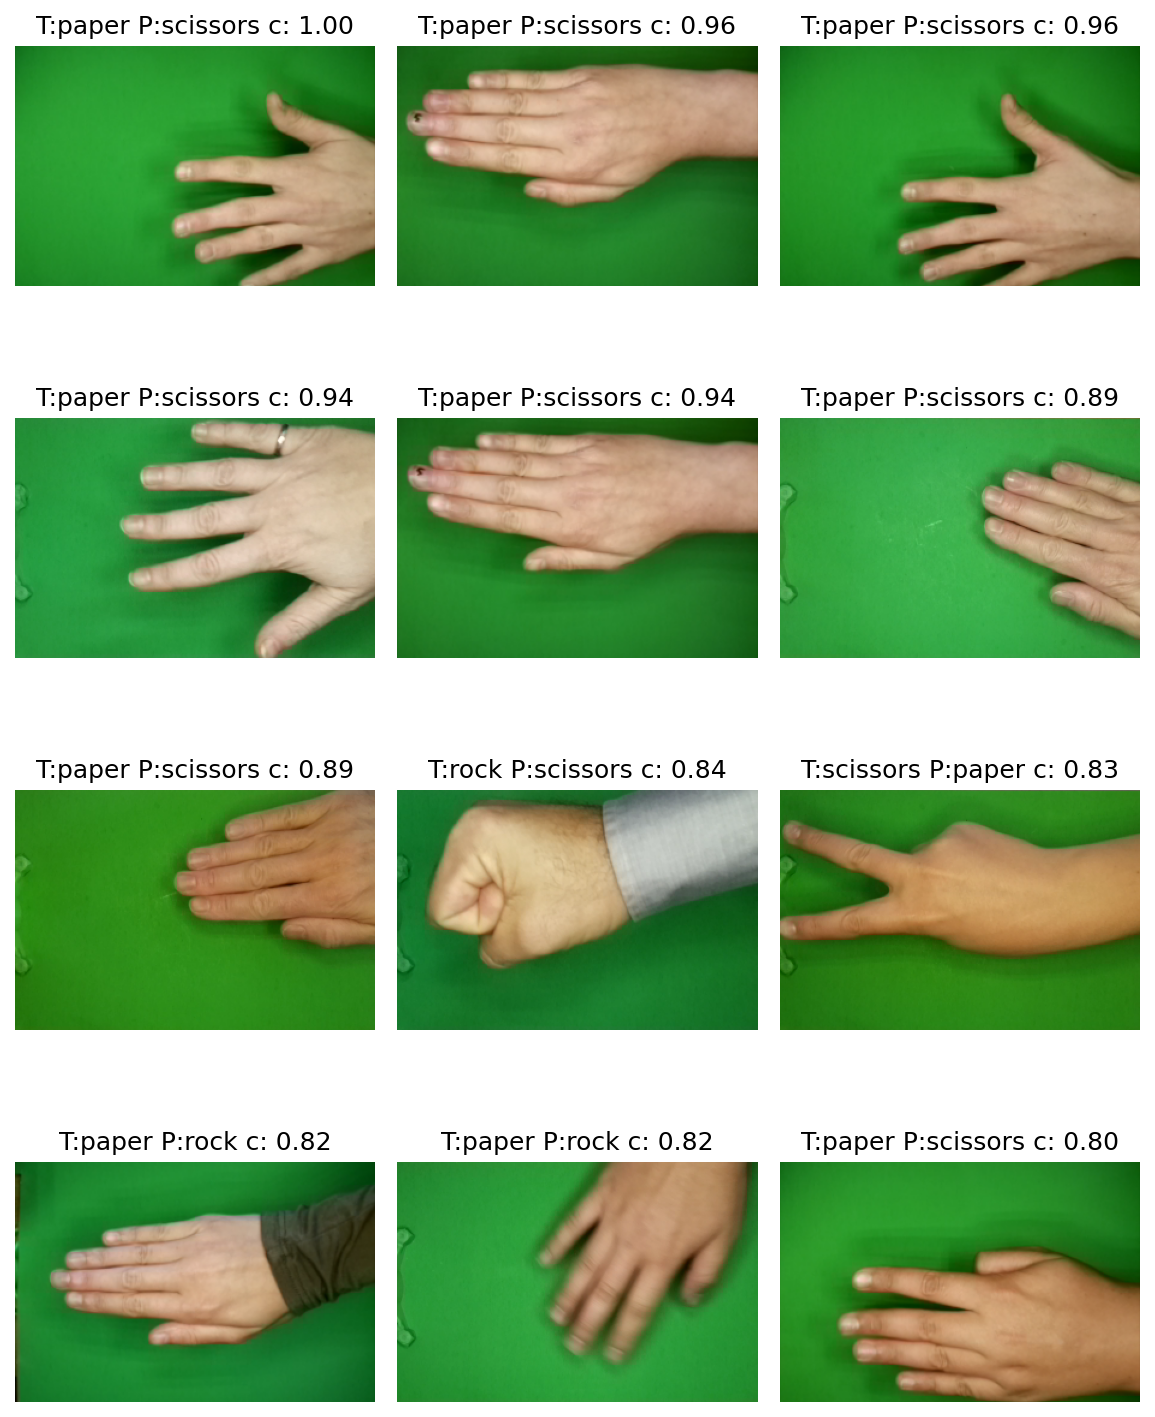 T:paper P:scissors c: 1.00
T:paper P:scissors c: 0.96
T:paper P:scissors c: 0.96
T:paper P:scissors c: 0.94
T:paper P:scissors c: 0.94
T:paper P:scissors c: 0.89
T:paper P:scissors c: 0.89
T:rock P:scissors c: 0.84
T:scissors P:paper c: 0.83
T:paper P:rock c: 0.82
T:paper P:rock c: 0.82
T:paper P:scissors c: 0.80